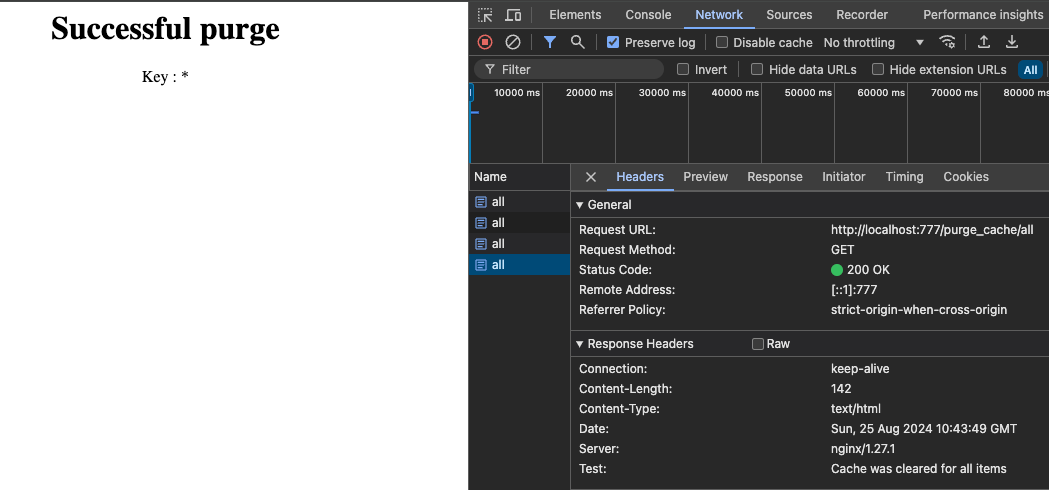 Successful purge
Key : *
Elements Console Network Sources Recorder Performance insights
Preserve log Disable cache No throttling
Filter Invert Hide data URLs Hide extension URLs All
10000 ms 20000 ms 30000 ms 40000 ms 50000 ms 60000 ms 70000 ms 80000 ms
Name
all
all
all
all
Headers Preview Response Initiator Timing Cookies
General
Request URL: http://localhost:777/purge_cache/all
Request Method: GET
Status Code: 200 OK
Remote Address: [::1]:777
Referrer Policy: strict-origin-when-cross-origin
Response Headers Raw
Connection: keep-alive
Content-Length: 142
Content-Type: text/html
Date: Sun, 25 Aug 2024 10:43:49 GMT
Server: nginx/1.27.1
Test: Cache was cleared for all items